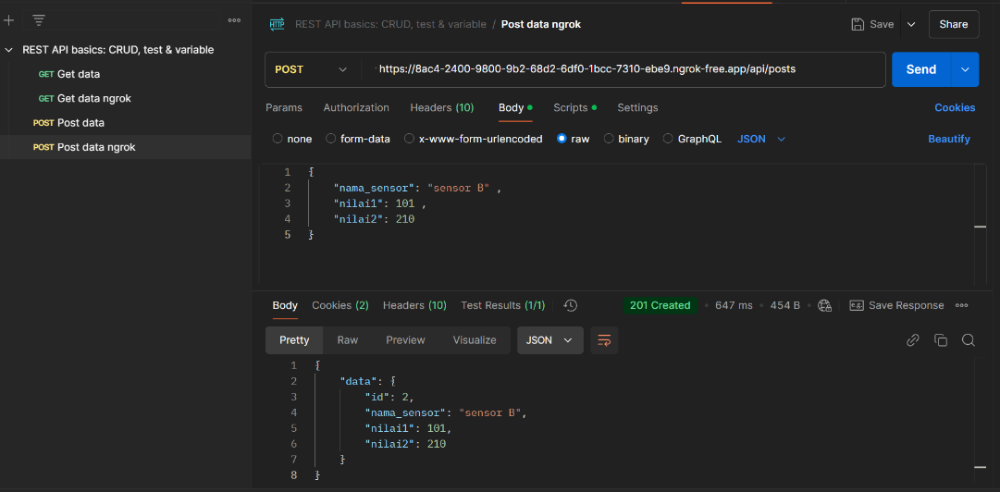 REST API basics: CRUD, test & variable
GET Get data
GET Get data ngrok
POST Post data
POST Post data ngrok
HTTP REST API basics: CRUD, test & variable / Post data ngrok
Save
Share
POST
https://8ac4-2400-9800-9b2-68d2-6df0-1bcc-7310-ebe9.ngrok-free.app/api/posts
Send
Params Authorization Headers (10) Body Scripts Settings Cookies
none form-data x-www-form-urlencoded raw binary GraphQL JSON Beautify
1 {
2 "nama_sensor": "sensor B" ,
3 "nilai1": 101 ,
4 "nilai2": 210
5 }
Body Cookies (2) Headers (10) Test Results (1/1) 201 Created • 647 ms • 454 B • e.g. Save Response
Pretty Raw Preview Visualize JSON
1 {
2 "data": {
3 "id": 2,
4 "nama_sensor": "sensor B",
5 "nilai1": 101,
6 "nilai2": 210
7 }
8 }